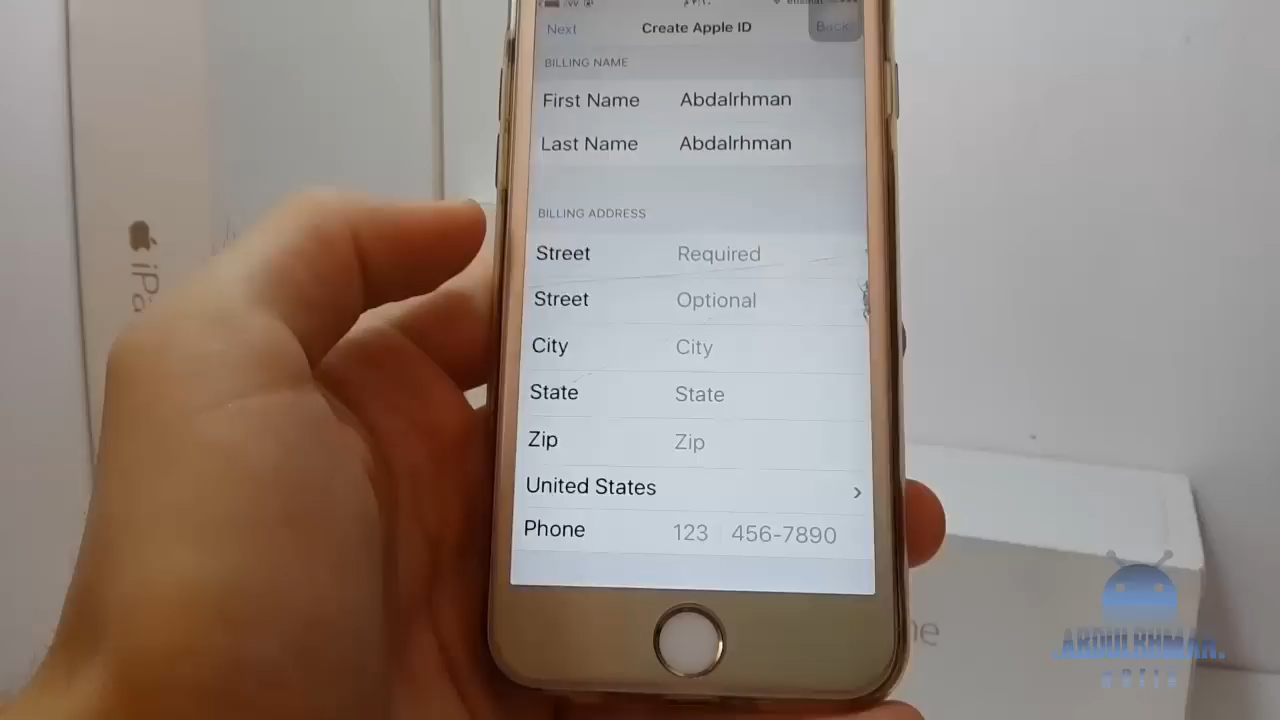 Next Create Apple ID Back
BILLING NAME
First Name Abdalrhman
Last Name Abdalrhman
BILLING ADDRESS
Street Required
Street Optional
City City
State State
Zip Zip
United States
Phone 123 456-7890
.ABDULRHMAN.